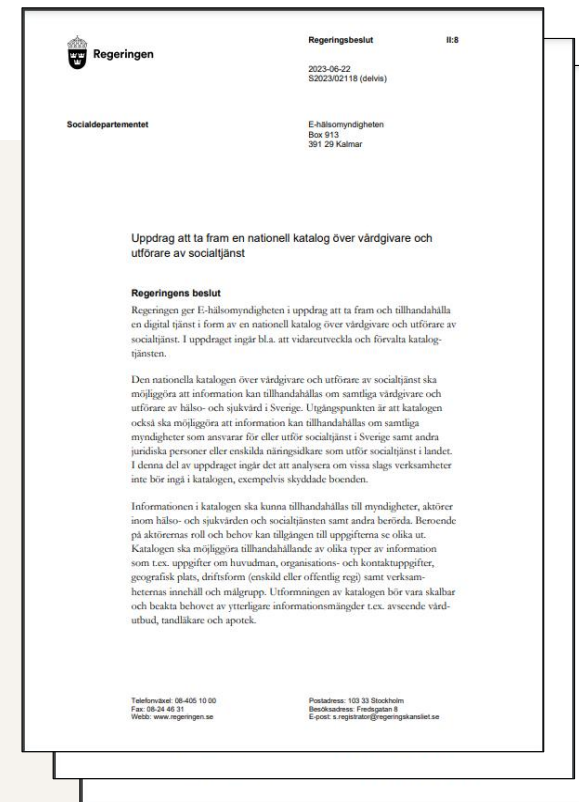 Regeringen
Regeringsbeslut II:8
2023-06-22
S2023/02118 (delvis)
Socialdepartementet
E-hälsomyndigheten
Box 913
391 29 Kalmar
Uppdrag att ta fram en nationell katalog över vårdgivare och
utförare av socialtjänst
Regeringens beslut
Regeringen ger E-hälsomyndigheten i uppdrag att ta fram och tillhandahålla
en digital tjänst i form av en nationell katalog över vårdgivare och utförare av
socialtjänst. I uppdraget ingår bl.a. att vidareutveckla och förvalta katalog-
tjänsten.
Den nationella katalogen över vårdgivare och utförare av socialtjänst ska
möjliggöra att information kan tillhandahållas om samtliga vårdgivare och
utförare av hälso- och sjukvård i Sverige. Utgångspunkten är att katalogen
också ska möjliggöra att information kan tillhandahållas om samtliga
myndigheter som ansvarar för eller utför socialtjänst i Sverige samt andra
juridiska personer eller enskilda näringsidkare som utför socialtjänst i landet.
I denna del av uppdraget ingår det att analysera om vissa slags verksamheter
inte bör ingå i katalogen, exempelvis skyddade boenden.
Informationen i katalogen ska kunna tillhandahållas till myndigheter, aktörer
inom hälso- och sjukvården och socialtjänsten samt andra berörda. Beroende
på aktörernas roll och behov kan tillgången till uppgifterna se olika ut.
Katalogen ska möjliggöra tillhandahållande av olika typer av information
som t.ex. uppgifter om huvudman, organisations- och kontaktuppgifter,
geografisk plats, driftsform (enskild eller offentlig regi) samt verksam-
heternas innehåll och målgrupp. Utformningen av katalogen bör vara skalbar
och beakta behovet av ytterligare informationsmängder t.ex. avseende vård-
utbud, tandläkare och apotek.
Telefonväxel: 08-405 10 00
Fax: 08-24 46 31
Webb: www.regeringen.se
Postadress: 103 33 Stockholm
Besöksadress: Fredsgatan 8
E-post: s.registrator@regeringskansliet.se